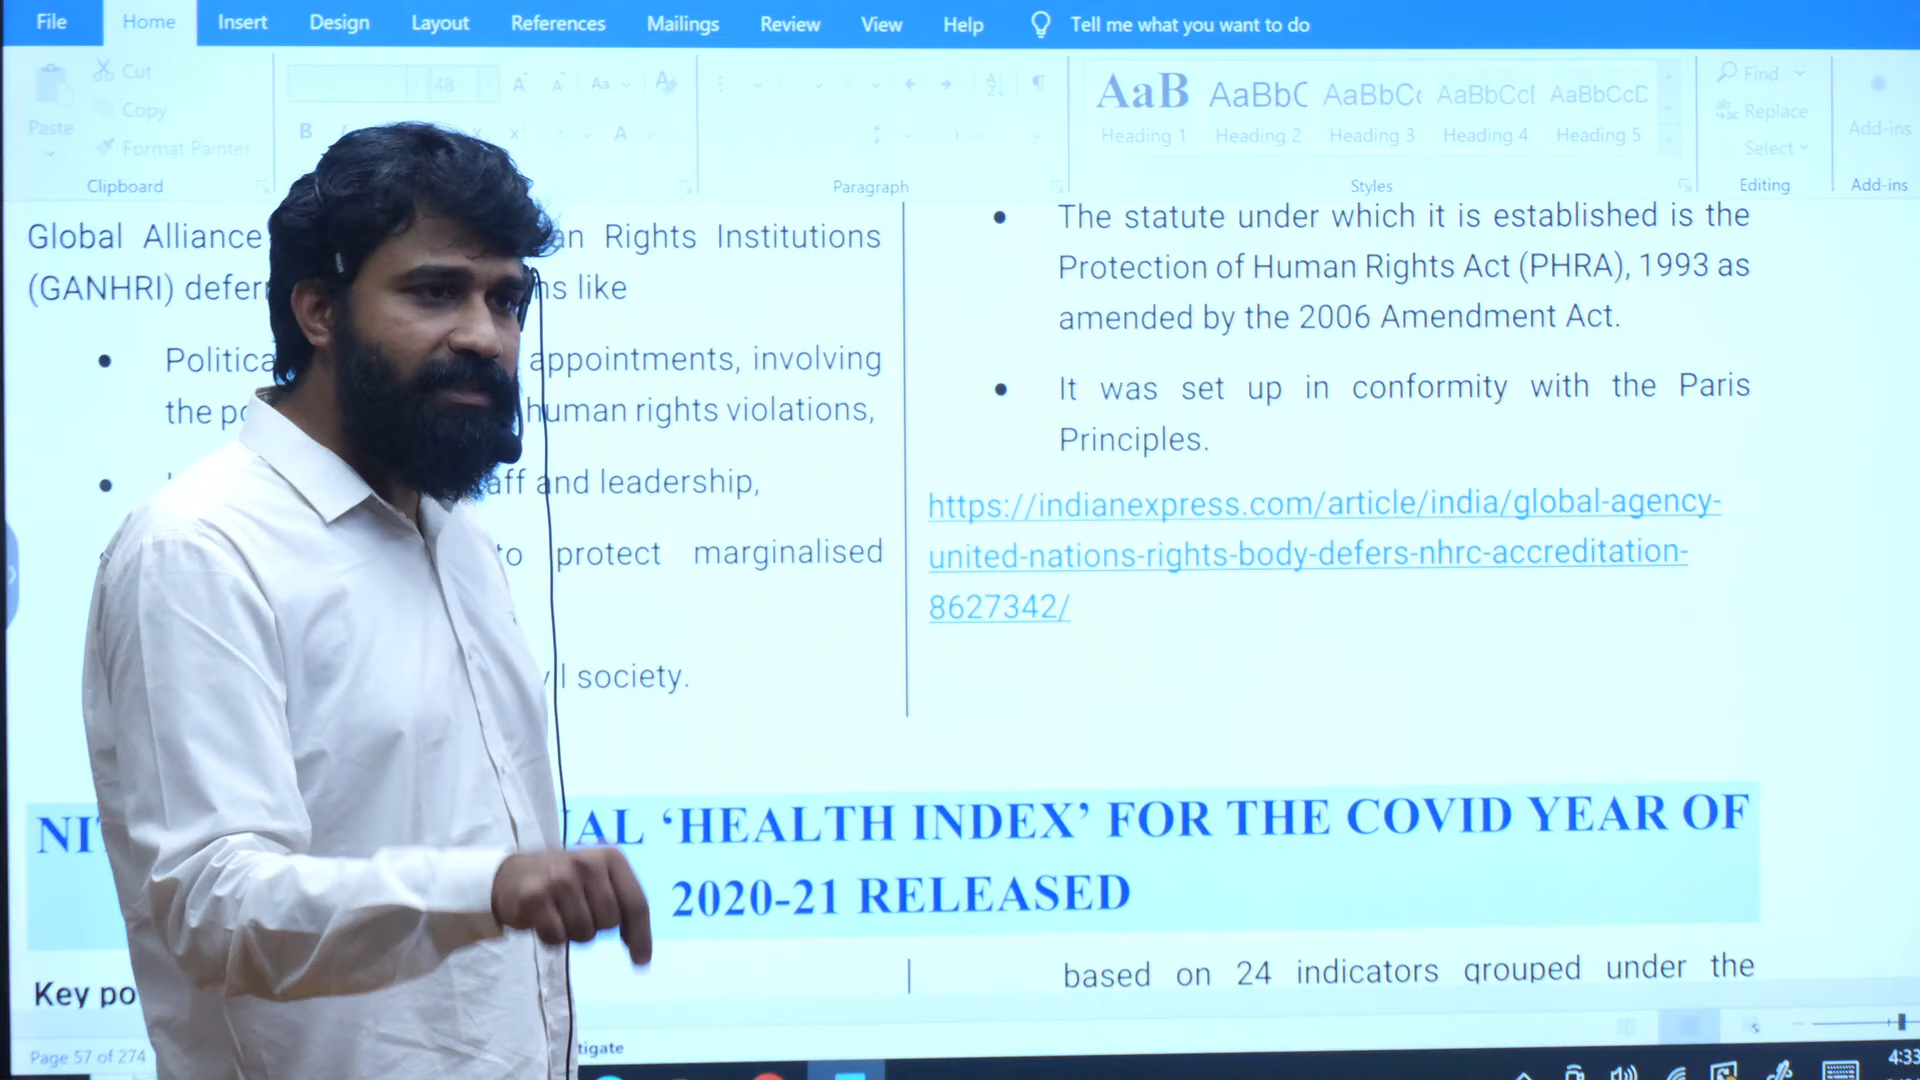 File Home Insert Design Layout References Mailings Review View Help Tell me what you want to do
Cut
Copy
Paste
Format Painter
Clipboard
48
Aa
B
A
Paragraph
AaB AaBbC AaBbCc AaBbCcI AaBbCcD
Heading 1 Heading 2 Heading 3 Heading 4 Heading 5
Styles
Find
Replace
Select
Editing
Add-ins
Add-ins
Global Alliance Rights Institutions
(GANHRI) like
appointments, involving
the human rights violations,
and leadership,
to protect marginalised
society.
• The statute under which it is established is the
Protection of Human Rights Act (PHRA), 1993 as
amended by the 2006 Amendment Act.
• It was set up in conformity with the Paris
Principles.
https://indianexpress.com/article/india/global-agency-
united-nations-rights-body-defers-nhrc-accreditation-
8627342/
‘HEALTH INDEX’ FOR THE COVID YEAR OF
2020-21 RELEASED
Key
based on 24 indicators grouped under the
Page 57 of 274
4:33